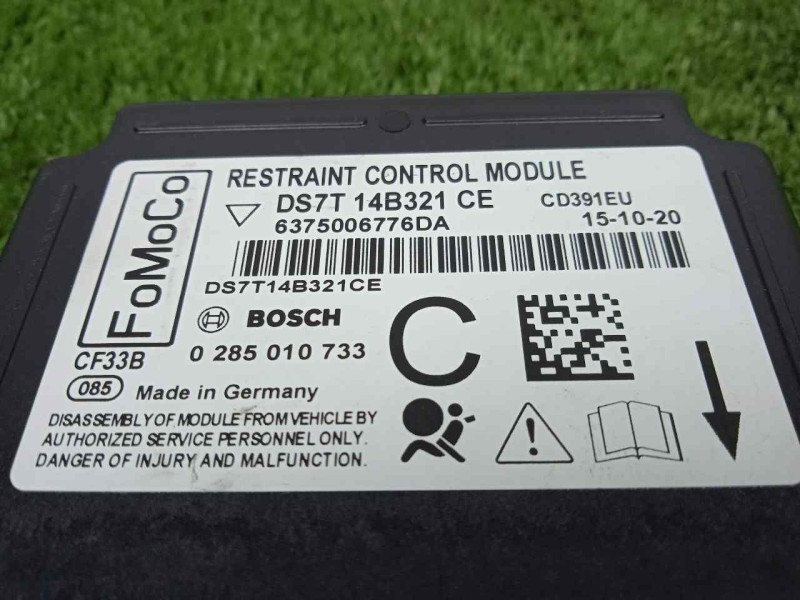 RESTRAINT CONTROL MODULE
DS7T 14B321 CE
CD391EU
6375006776DA
15-10-20
DS7T14B321CE
FoMoCo
BOSCH
C
CF33B
0 285 010 733
085
Made in Germany
DISASSEMBLY OF MODULE FROM VEHICLE BY
AUTHORIZED SERVICE PERSONNEL ONLY.
DANGER OF INJURY AND MALFUNCTION.